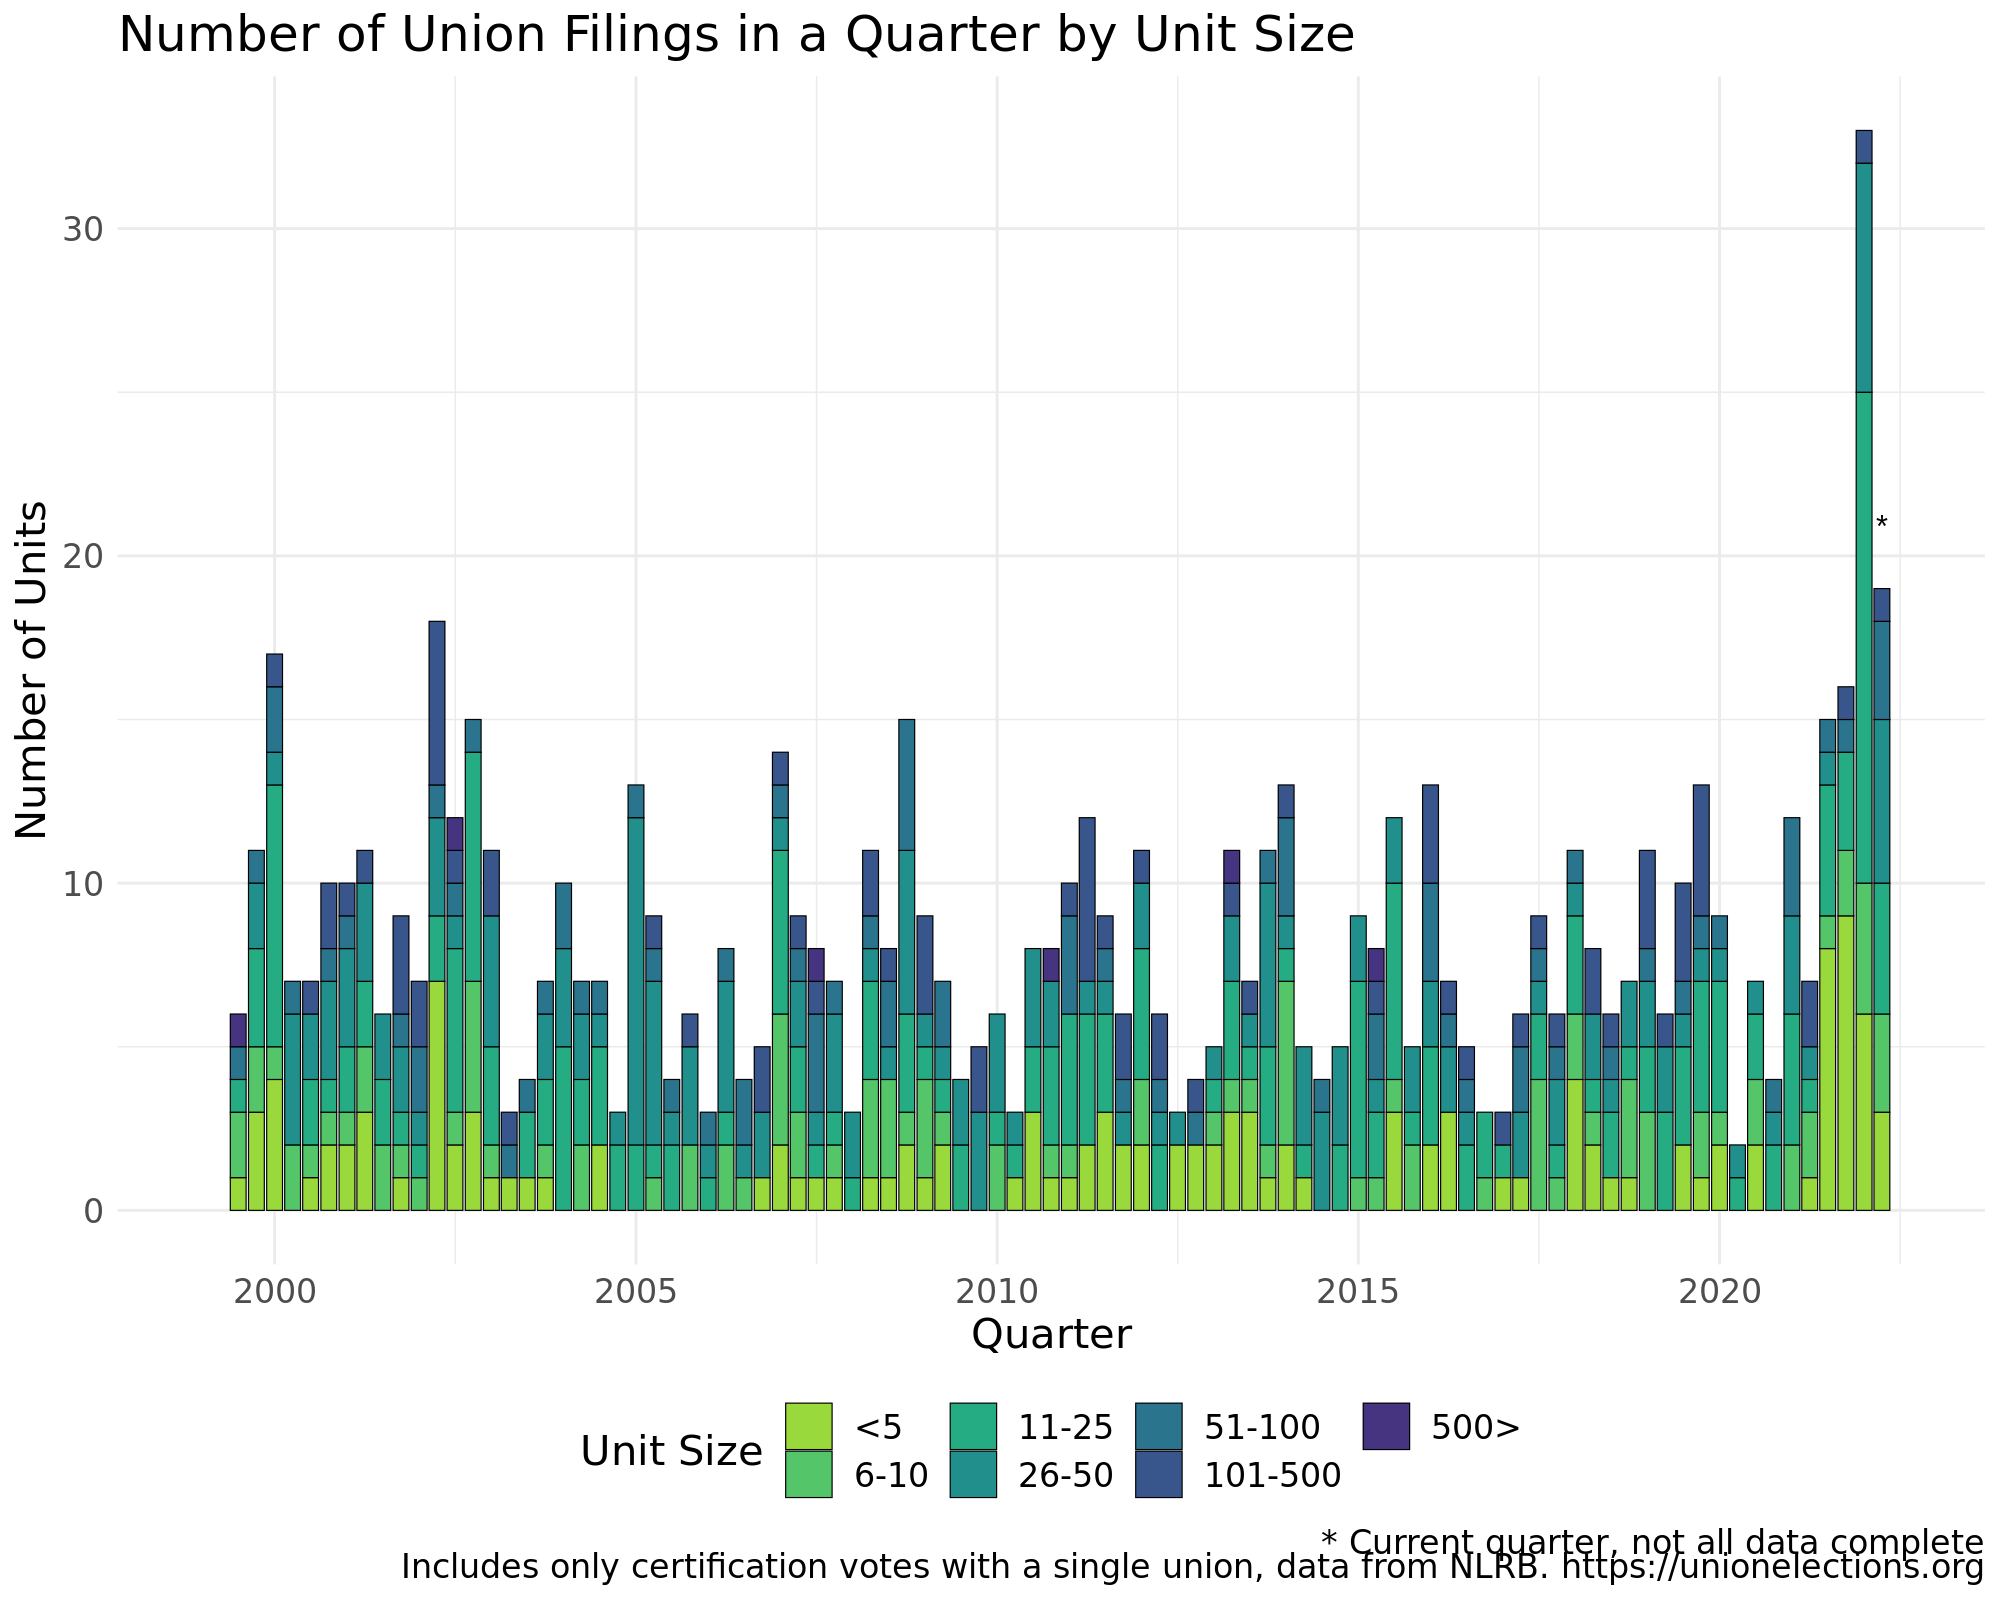 Number of Union Filings in a Quarter by Unit Size
Number of Units
30
20
10
0
*
2000 2005 2010 2015 2020
Quarter
Unit Size
<5 11-25 51-100 500>
6-10 26-50 101-500
* Current quarter, not all data complete
Includes only certification votes with a single union, data from NLRB. https://unionelections.org